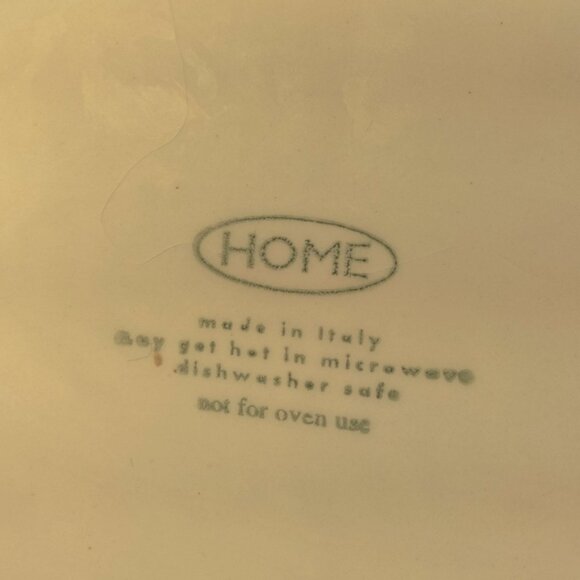 HOME
made in Italy
may get hot in microwave
dishwasher safe
not for oven use